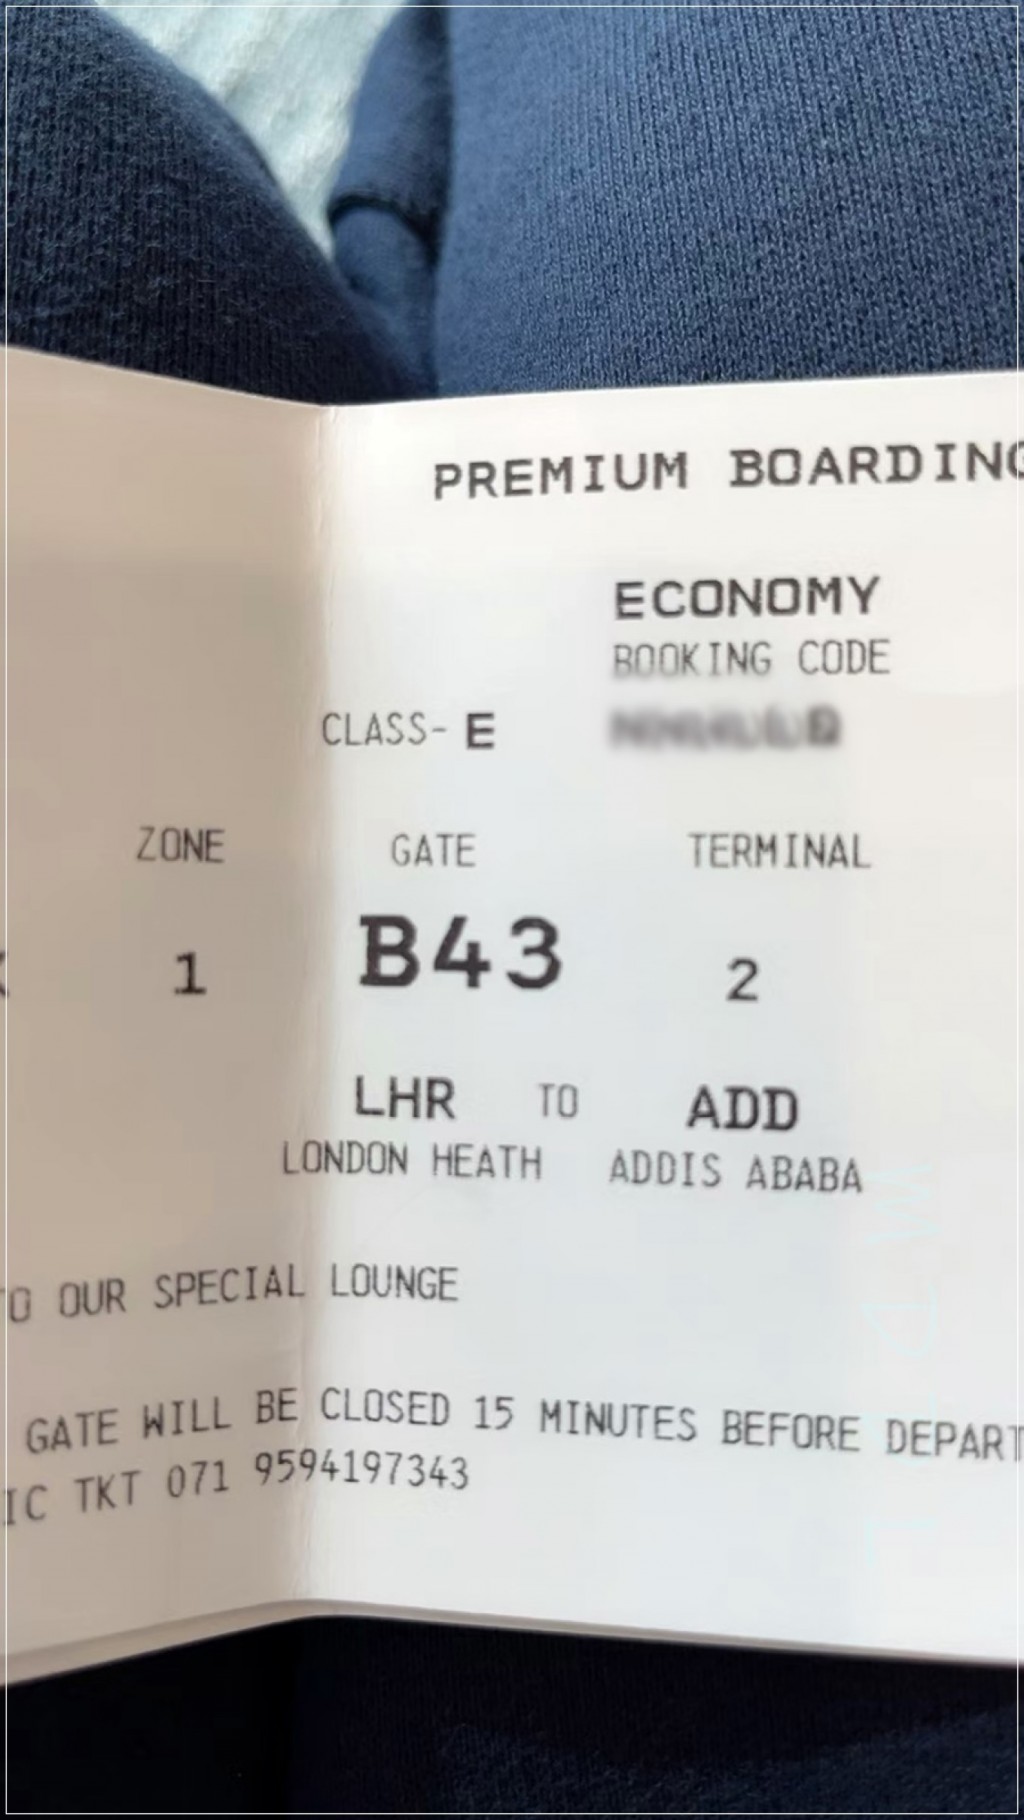 PREMIUM BOARDING
ECONOMY
BOOKING CODE
CLASS- E
ZONE GATE TERMINAL
1 B43 2
LHR TO ADD
LONDON HEATH ADDIS ABABA
O OUR SPECIAL LOUNGE
GATE WILL BE CLOSED 15 MINUTES BEFORE DEPART
IC TKT 071 9594197343